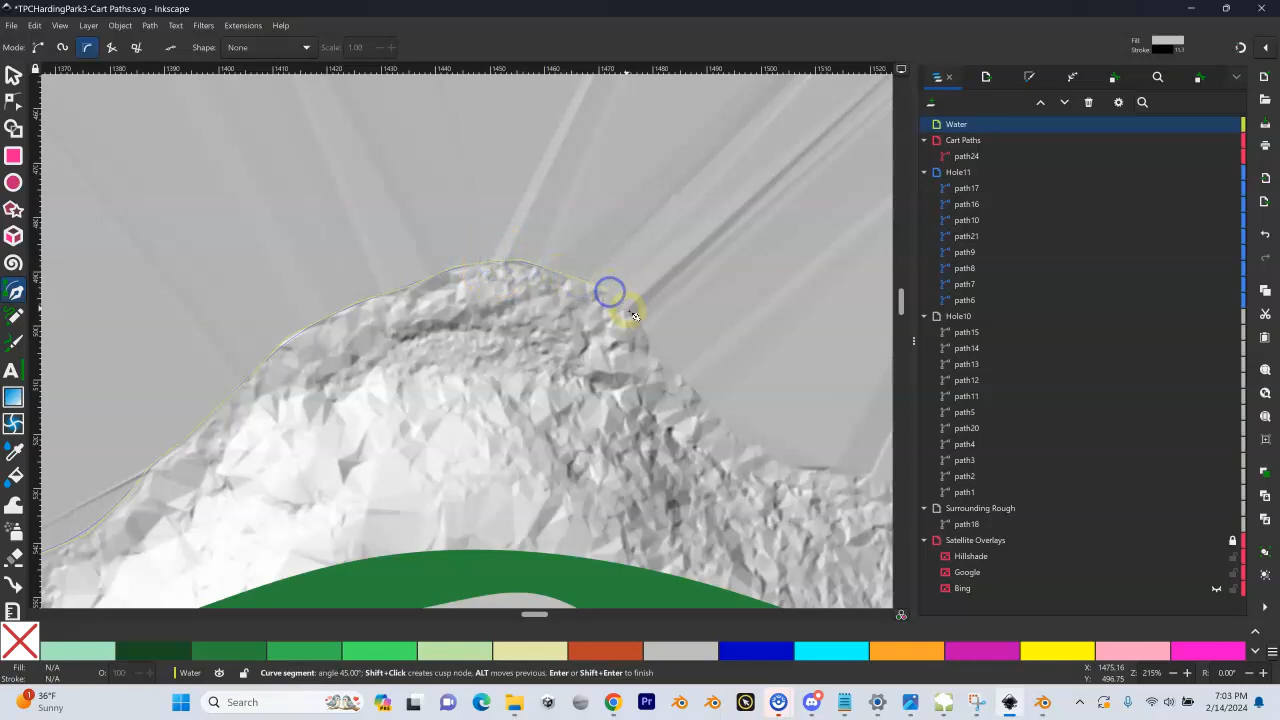 *TPCHardingPark3-Cart Paths.svg - Inkscape
File Edit View Layer Object Path Text Filters Extensions Help
Mode: Shape: None Scale: 1.00 Fill:
Stroke: 11.3
1370 1380 1390 1400 1410 1420 1430 1440 1450 1460 1470 1480 1490 1500 1510 1520
Water
Cart Paths
path24
Hole11
path17
path16
path10
path21
path9
path8
path7
path6
Hole10
path15
path14
path13
path12
path11
path5
path20
path4
path3
path2
path1
Surrounding Rough
path18
Satellite Overlays
Hillshade
Google
Bing
Fill: N/A
Stroke: N/A
O: 100
Water
Curve segment: angle 45.00°; Shift+Click creates cusp node, ALT moves previous, Enter or Shift+Enter to finish
X: 1475.16
Y: 496.75
Z: 215%
R: 0.00°
36°F
Sunny
Search
7:03 PM
2/14/2024